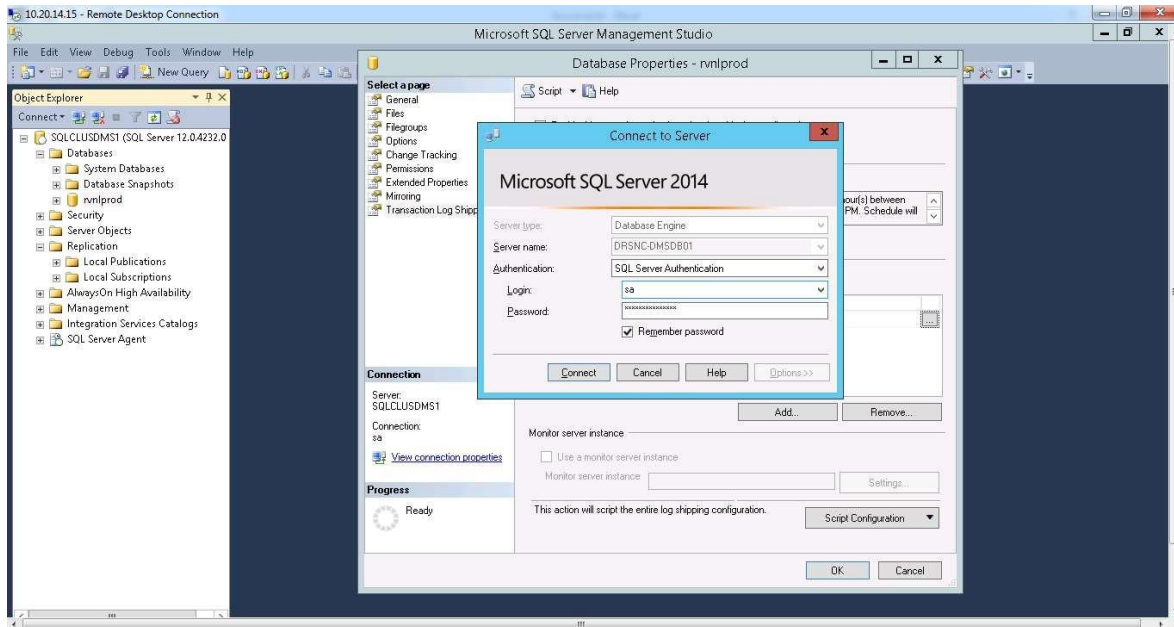 10.20.14.15 - Remote Desktop Connection
Microsoft SQL Server Management Studio
File Edit View Debug Tools Window Help
New Query
Object Explorer
Connect
SQLCLUSDMS1 (SQL Server 12.0.4232.0
Databases
System Databases
Database Snapshots
rvnlprod
Security
Server Objects
Replication
Local Publications
Local Subscriptions
AlwaysOn High Availability
Management
Integration Services Catalogs
SQL Server Agent
Database Properties - rvnlprod
Select a page
General
Files
Filegroups
Options
Change Tracking
Permissions
Extended Properties
Mirroring
Transaction Log Shipp
Script Help
hour(s) between
PM. Schedule will
Connect to Server
Microsoft SQL Server 2014
Server type: Database Engine
Server name: DRSNC-DMSDB01
Authentication: SQL Server Authentication
Login: sa
Password: ***************
Remember password
Connect Cancel Help Options >>
Connection
Server:
SQLCLUSDMS1
Connection:
sa
View connection properties
Progress
Ready
Add... Remove...
Monitor server instance
Use a monitor server instance
Monitor server instance:
Settings...
This action will script the entire log shipping configuration.
Script Configuration
OK Cancel